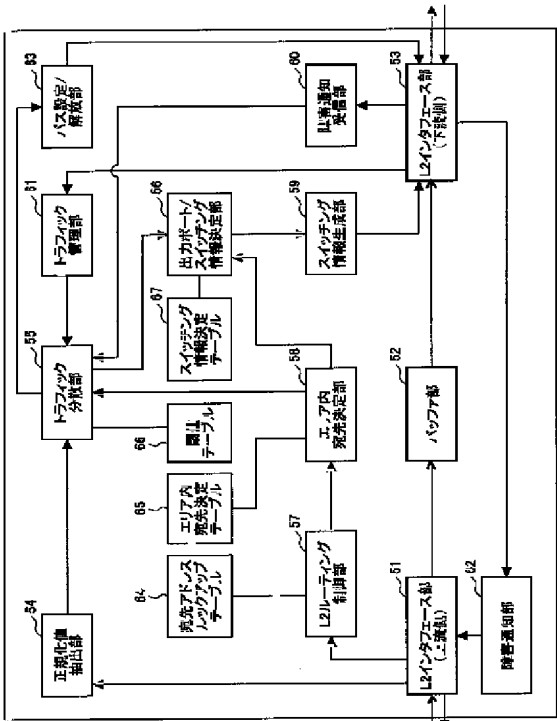 54
正規化値
抽出部
55
トラフィック
分散部
61
トラフィック
管理部
63
パス設定/
解放部
64
宛先アドレス
ルックアップ
テーブル
65
エリア内
宛先決定
テーブル
66
閾値
テーブル
67
スイッチング
情報決定
テーブル
出力ポート/
スイッチング
情報決定部
60
障害通知
受信部
57
L2ルーティング
制御部
58
エリア内
宛先決定部
59
スイッチング
情報生成部
51
L2インタフェース部
(上流側)
52
バッファ部
53
L2インタフェース部
(下流側)
62
障害通知部